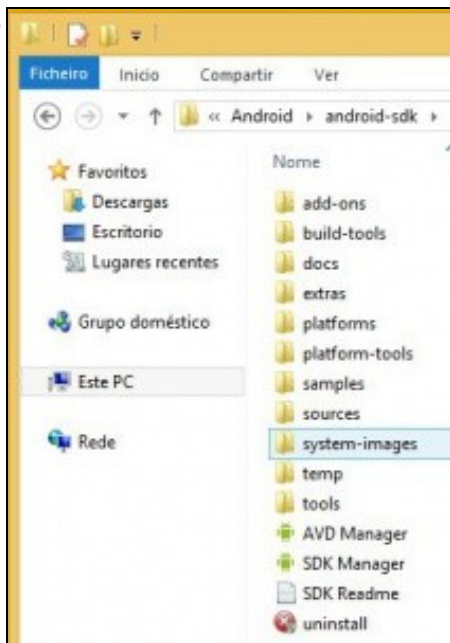 Ficheiro Inicio Compartir Ver
« Android android-sdk
Favoritos
Descargas
Escritorio
Lugares recentes
Grupo doméstico
Este PC
Rede
Nome
add-ons
build-tools
docs
extras
platforms
platform-tools
samples
sources
system-images
temp
tools
AVD Manager
SDK Manager
SDK Readme
uninstall